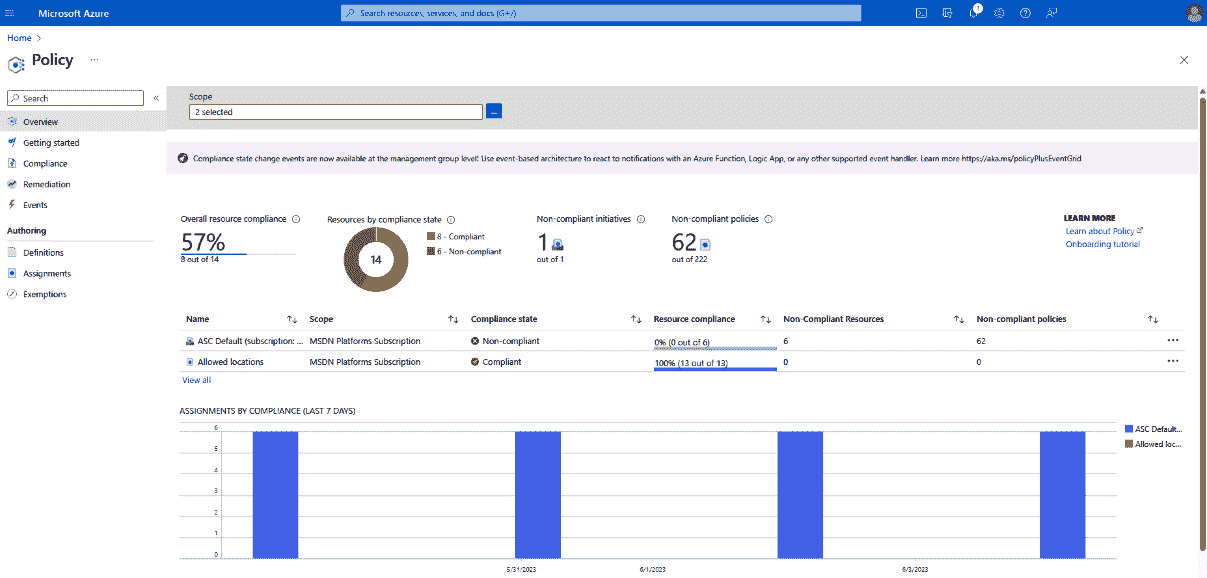 Microsoft Azure
Search resources, services, and docs (G+/)
1
Home >
Policy
...
Search
«
Overview
Getting started
Compliance
Remediation
Events
Authoring
Definitions
Assignments
Exemptions
Scope
2 selected
...
Compliance state change events are now available at the management group level! Use event-based architecture to react to notifications with an Azure Function, Logic App, or any other supported event handler. Learn more https://aka.ms/policyPlusEventGrid
Overall resource compliance
57%
8 out of 14
Resources by compliance state
14
8 - Compliant
6 - Non-compliant
Non-compliant initiatives
1
out of 1
Non-compliant policies
62
out of 222
LEARN MORE
Learn about Policy
Onboarding tutorial
Name Scope Compliance state Resource compliance Non-Compliant Resources Non-compliant policies
ASC Default (subscription: ... MSDN Platforms Subscription Non-compliant 0% (0 out of 6) 6 62 ...
Allowed locations MSDN Platforms Subscription Compliant 100% (13 out of 13) 0 0 ...
View all
ASSIGNMENTS BY COMPLIANCE (LAST 7 DAYS)
6
5
4
3
2
1
0
5/31/2023 6/1/2023 6/3/2023
ASC Default...
Allowed loc...